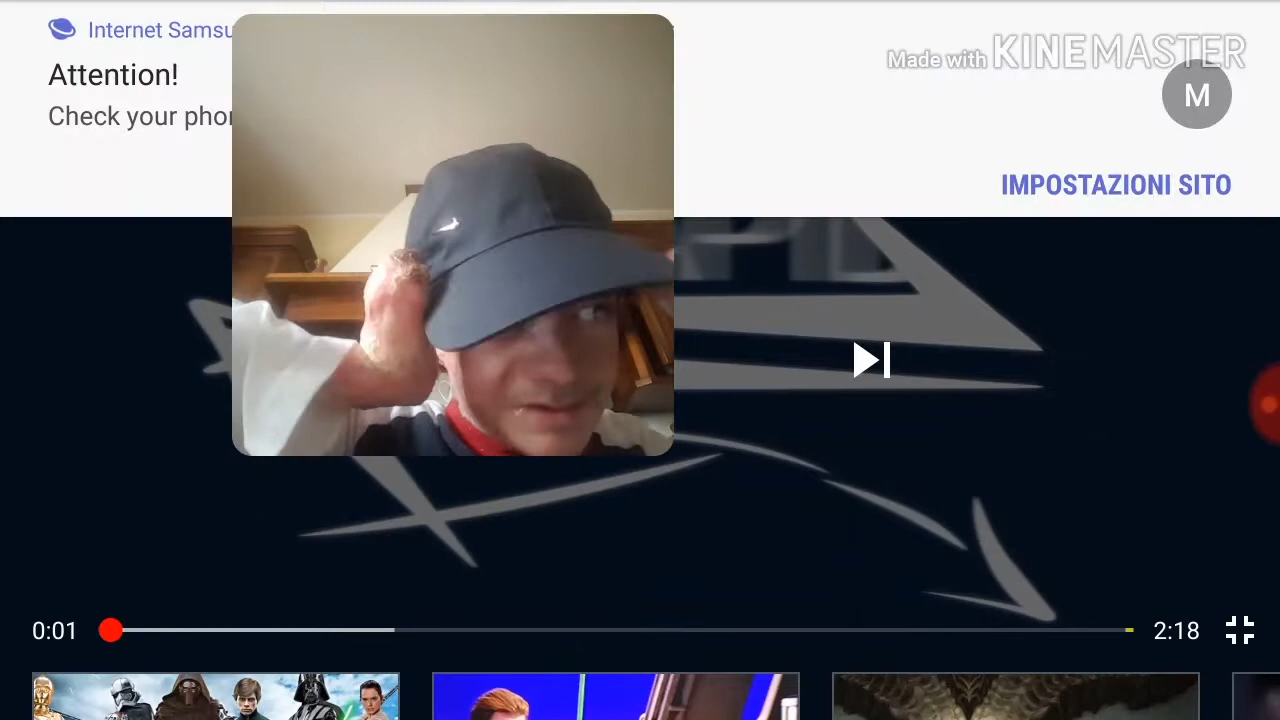 Internet Samsu
Attention!
Check your phor
Made with KINEMASTER
M
IMPOSTAZIONI SITO
0:01
2:18